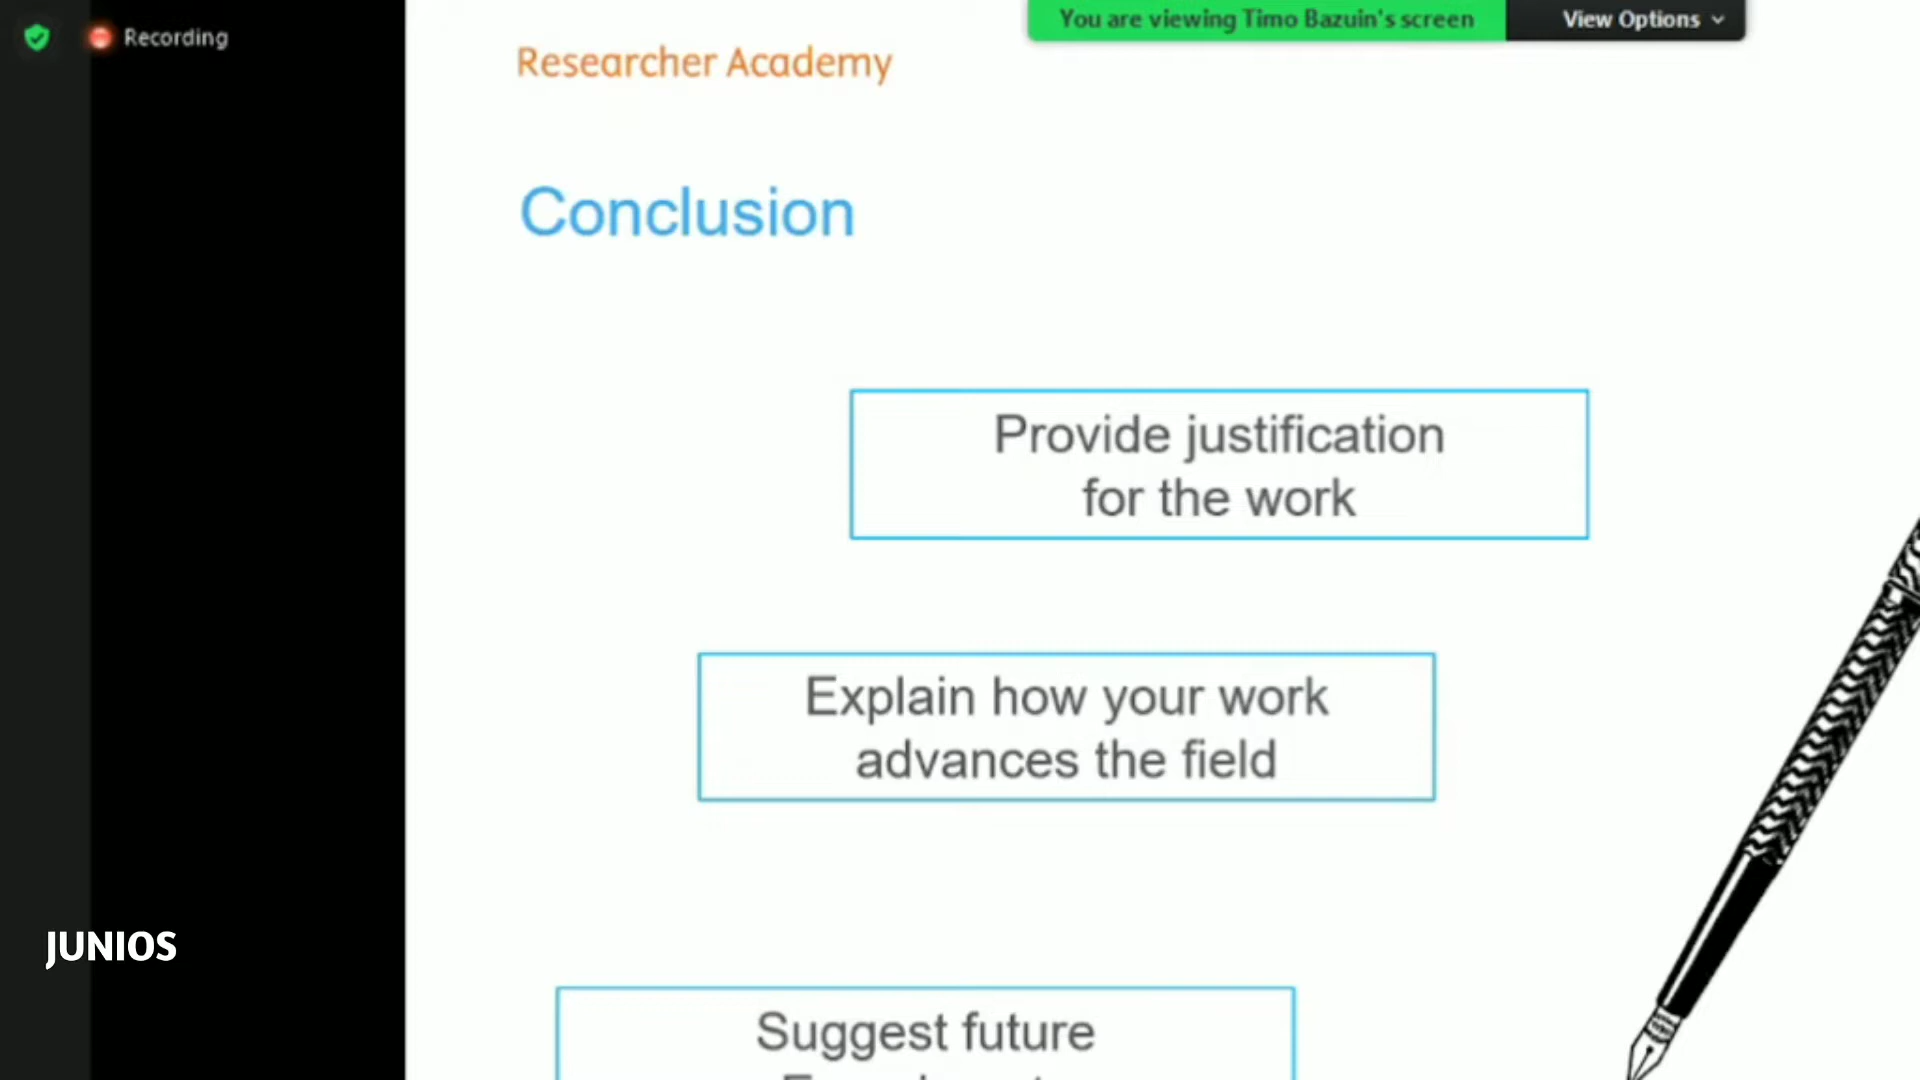 Recording
You are viewing Timo Bazuin's screen
View Options
Researcher Academy
Conclusion
Provide justification
for the work
Explain how your work
advances the field
Suggest future
JUNIOS